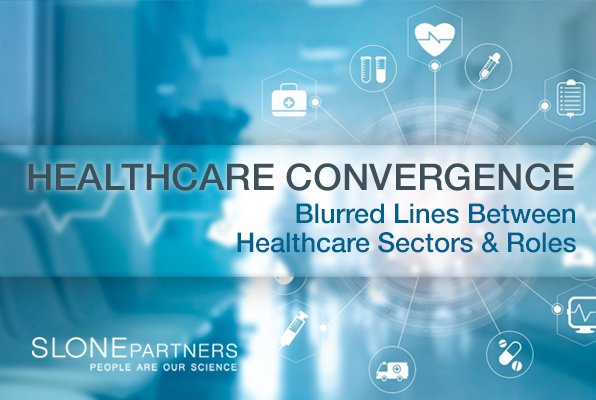 HEALTHCARE CONVERGENCE
Blurred Lines Between
Healthcare Sectors & Roles
SLONEPARTNERS
PEOPLE ARE OUR SCIENCE